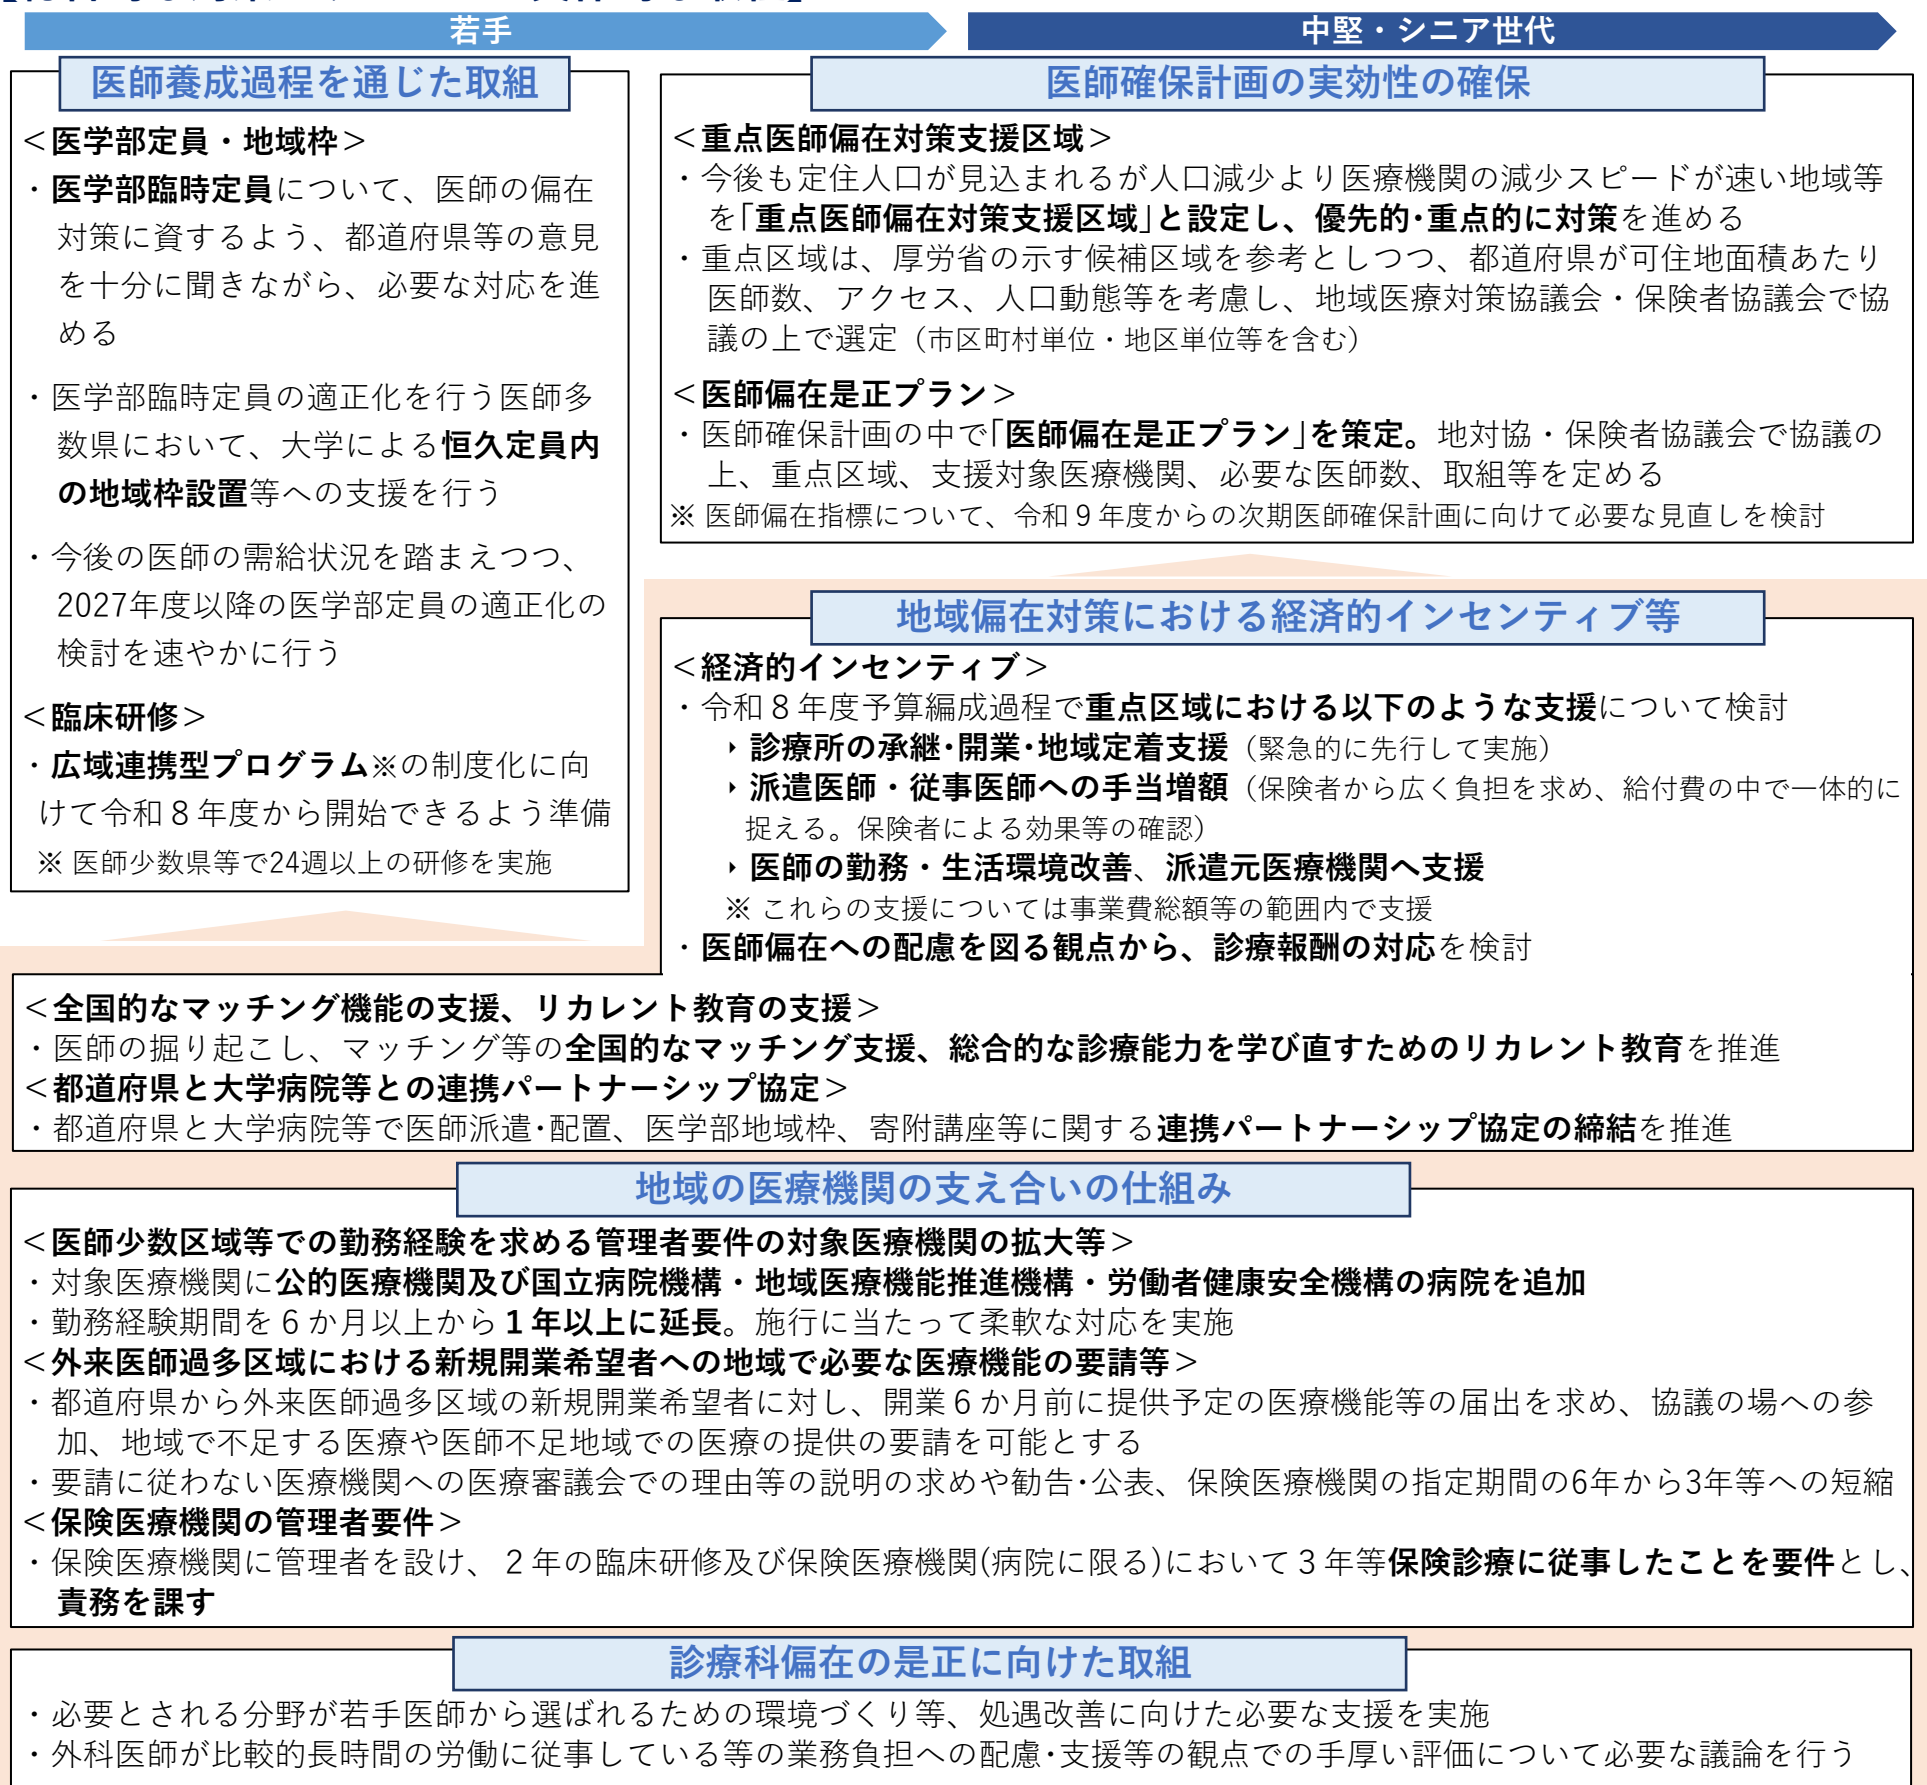 若手
中堅・シニア世代
医師養成過程を通じた取組
＜医学部定員・地域枠＞
・医学部臨時定員について、医師の偏在
対策に資するよう、都道府県等の意見
を十分に聞きながら、必要な対応を進
める
・医学部臨時定員の適正化を行う医師多
数県において、大学による恒久定員内
の地域枠設置等への支援を行う
・今後の医師の需給状況を踏まえつつ、
2027年度以降の医学部定員の適正化の
検討を速やかに行う
＜臨床研修＞
・広域連携型プログラム※の制度化に向
けて令和８年度から開始できるよう準備
※ 医師少数県等で24週以上の研修を実施
医師確保計画の実効性の確保
＜重点医師偏在対策支援区域＞
・今後も定住人口が見込まれるが人口減少より医療機関の減少スピードが速い地域等
を｢重点医師偏在対策支援区域｣と設定し、優先的･重点的に対策を進める
・重点区域は、厚労省の示す候補区域を参考としつつ、都道府県が可住地面積あたり
医師数、アクセス、人口動態等を考慮し、地域医療対策協議会・保険者協議会で協
議の上で選定（市区町村単位・地区単位等を含む）
＜医師偏在是正プラン＞
・医師確保計画の中で｢医師偏在是正プラン｣を策定。地対協・保険者協議会で協議の
上、重点区域、支援対象医療機関、必要な医師数、取組等を定める
※ 医師偏在指標について、令和９年度からの次期医師確保計画に向けて必要な見直しを検討
地域偏在対策における経済的インセンティブ等
＜経済的インセンティブ＞
・令和８年度予算編成過程で重点区域における以下のような支援について検討
‣ 診療所の承継･開業･地域定着支援（緊急的に先行して実施）
‣ 派遣医師・従事医師への手当増額（保険者から広く負担を求め、給付費の中で一体的に
捉える。保険者による効果等の確認）
‣ 医師の勤務・生活環境改善、派遣元医療機関へ支援
※ これらの支援については事業費総額等の範囲内で支援
・医師偏在への配慮を図る観点から、診療報酬の対応を検討
＜全国的なマッチング機能の支援、リカレント教育の支援＞
・医師の掘り起こし、マッチング等の全国的なマッチング支援、総合的な診療能力を学び直すためのリカレント教育を推進
＜都道府県と大学病院等との連携パートナーシップ協定＞
・都道府県と大学病院等で医師派遣･配置、医学部地域枠、寄附講座等に関する連携パートナーシップ協定の締結を推進
地域の医療機関の支え合いの仕組み
＜医師少数区域等での勤務経験を求める管理者要件の対象医療機関の拡大等＞
・対象医療機関に公的医療機関及び国立病院機構・地域医療機能推進機構・労働者健康安全機構の病院を追加
・勤務経験期間を６か月以上から１年以上に延長。施行に当たって柔軟な対応を実施
＜外来医師過多区域における新規開業希望者への地域で必要な医療機能の要請等＞
・都道府県から外来医師過多区域の新規開業希望者に対し、開業６か月前に提供予定の医療機能等の届出を求め、協議の場への参
加、地域で不足する医療や医師不足地域での医療の提供の要請を可能とする
・要請に従わない医療機関への医療審議会での理由等の説明の求めや勧告･公表、保険医療機関の指定期間の6年から3年等への短縮
＜保険医療機関の管理者要件＞
・保険医療機関に管理者を設け、２年の臨床研修及び保険医療機関(病院に限る)において３年等保険診療に従事したことを要件とし、
責務を課す
診療科偏在の是正に向けた取組
・必要とされる分野が若手医師から選ばれるための環境づくり等、処遇改善に向けた必要な支援を実施
・外科医師が比較的長時間の労働に従事している等の業務負担への配慮･支援等の観点での手厚い評価について必要な議論を行う